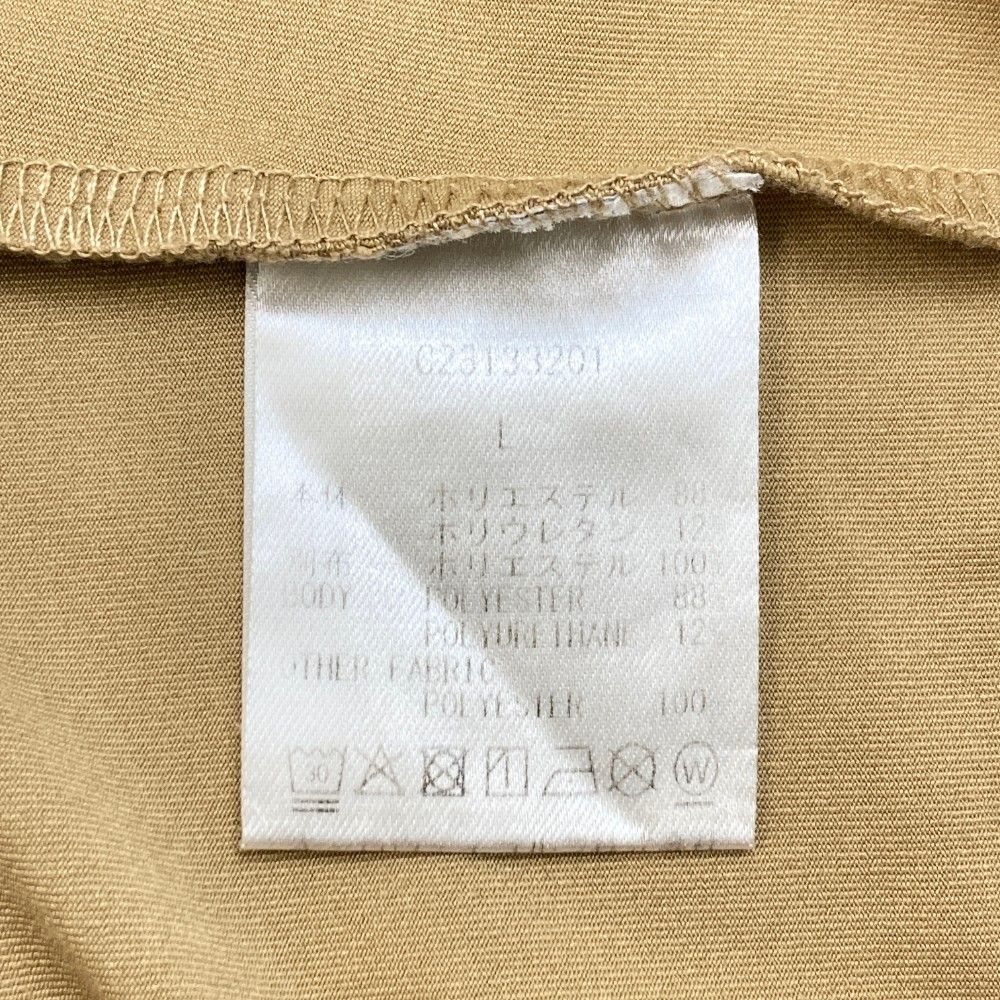 C23133201
L
本体 ポリエステル 88
ポリウレタン 12
別布 ポリエステル 100%
BODY POLYESTER 88%
POLYURETHANE 12%
OTHER FABRIC
POLYESTER 100%
30 W